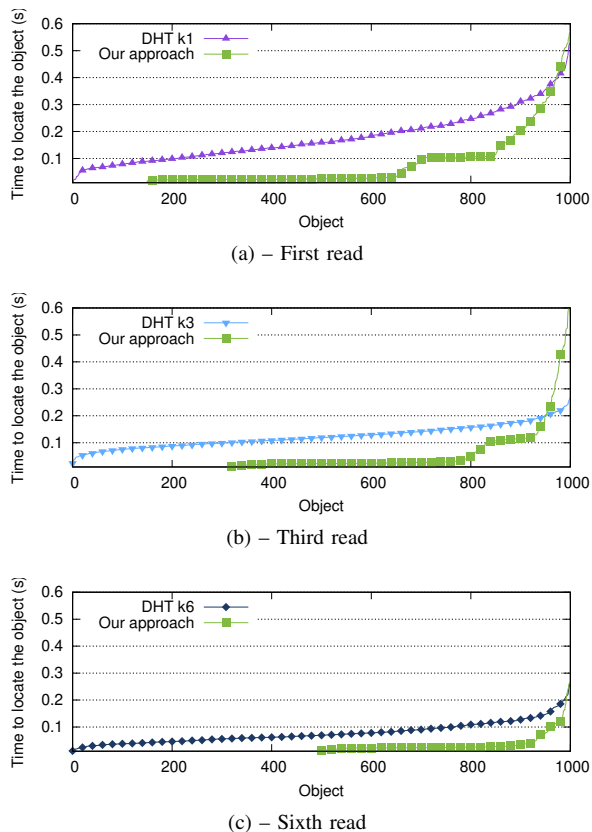 Time to locate the object (s)
0.6
0.5
0.4
0.3
0.2
0.1
DHT k1
Our approach
200 400 600 800 1000
Object
(a) – First read
Time to locate the object (s)
0.6
0.5
0.4
0.3
0.2
0.1
DHT k3
Our approach
0 200 400 600 800 1000
Object
(b) – Third read
Time to locate the object (s)
0.6
0.5
0.4
0.3
0.2
0.1
DHT k6
Our approach
0 200 400 600 800 1000
Object
(c) – Sixth read